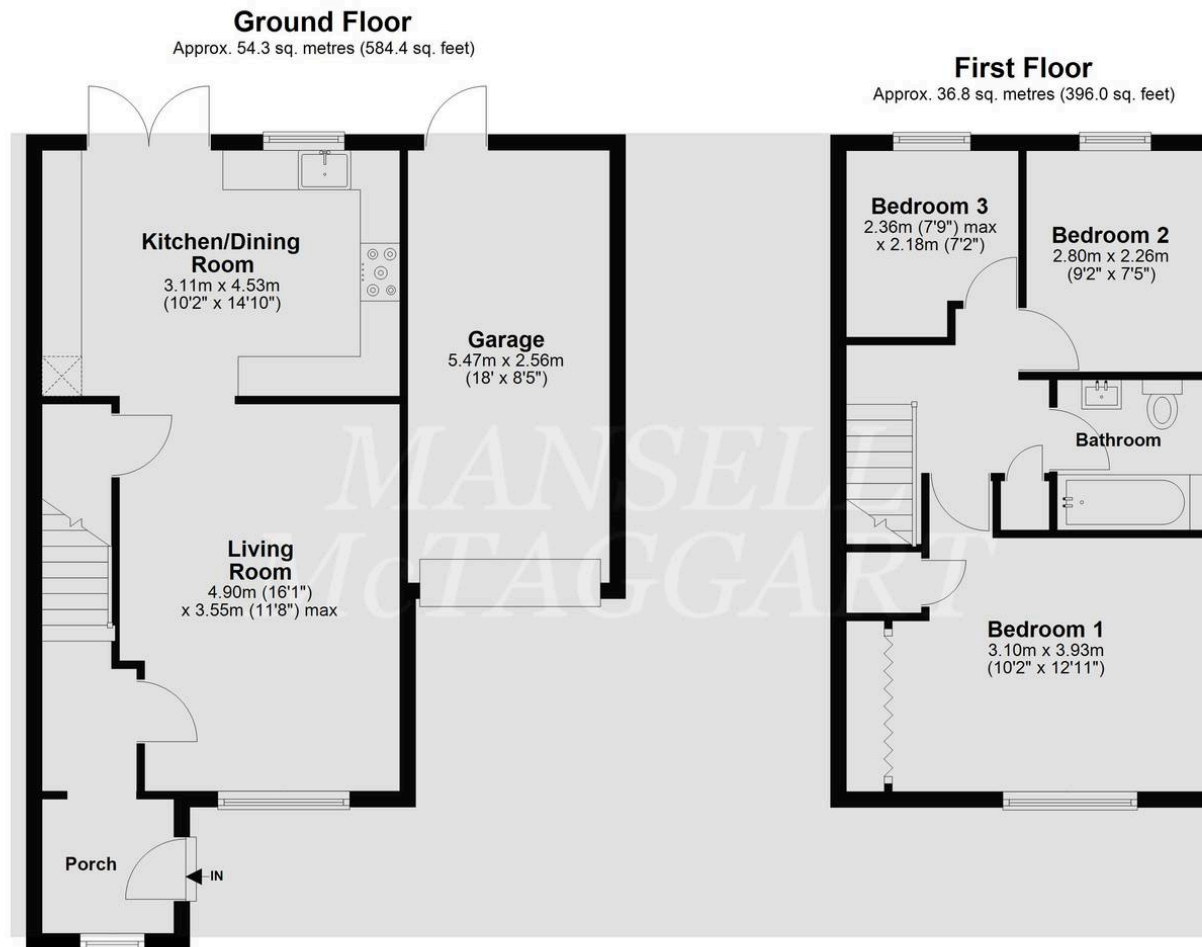 Ground Floor
Approx. 54.3 sq. metres (584.4 sq. feet)
First Floor
Approx. 36.8 sq. metres (396.0 sq. feet)
Kitchen/Dining
Room
3.11m x 4.53m
(10'2" x 14'10")
Garage
5.47m x 2.56m
(18' x 8'5")
Living
Room
4.90m (16'1")
x 3.55m (11'8") max
Porch
IN
Bedroom 3
2.36m (7'9") max
x 2.18m (7'2")
Bedroom 2
2.80m x 2.26m
(9'2" x 7'5")
Bathroom
Bedroom 1
3.10m x 3.93m
(10'2" x 12'11")
MANSELL
McTAGGART